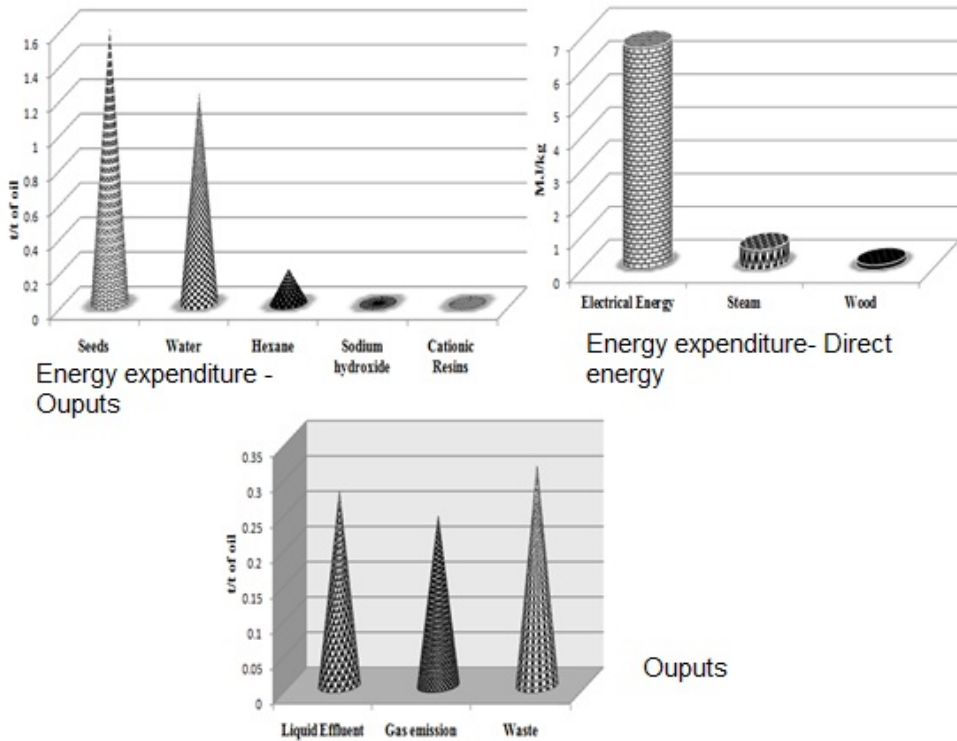 1.6
1.4
1.2
1
0.8
0.6
0.4
0.2
0
t/t of oil
Seeds Water Hexane Sodium Cationic
hydroxide Resins
Energy expenditure -
Ouputs
7
6
5
4
3
2
1
0
MJ/kg
Electrical Energy Steam Wood
Energy expenditure- Direct
energy
0.35
0.3
0.25
0.2
0.15
0.1
0.05
0
t/t of oil
Liquid Effluent Gas emission Waste
Ouputs